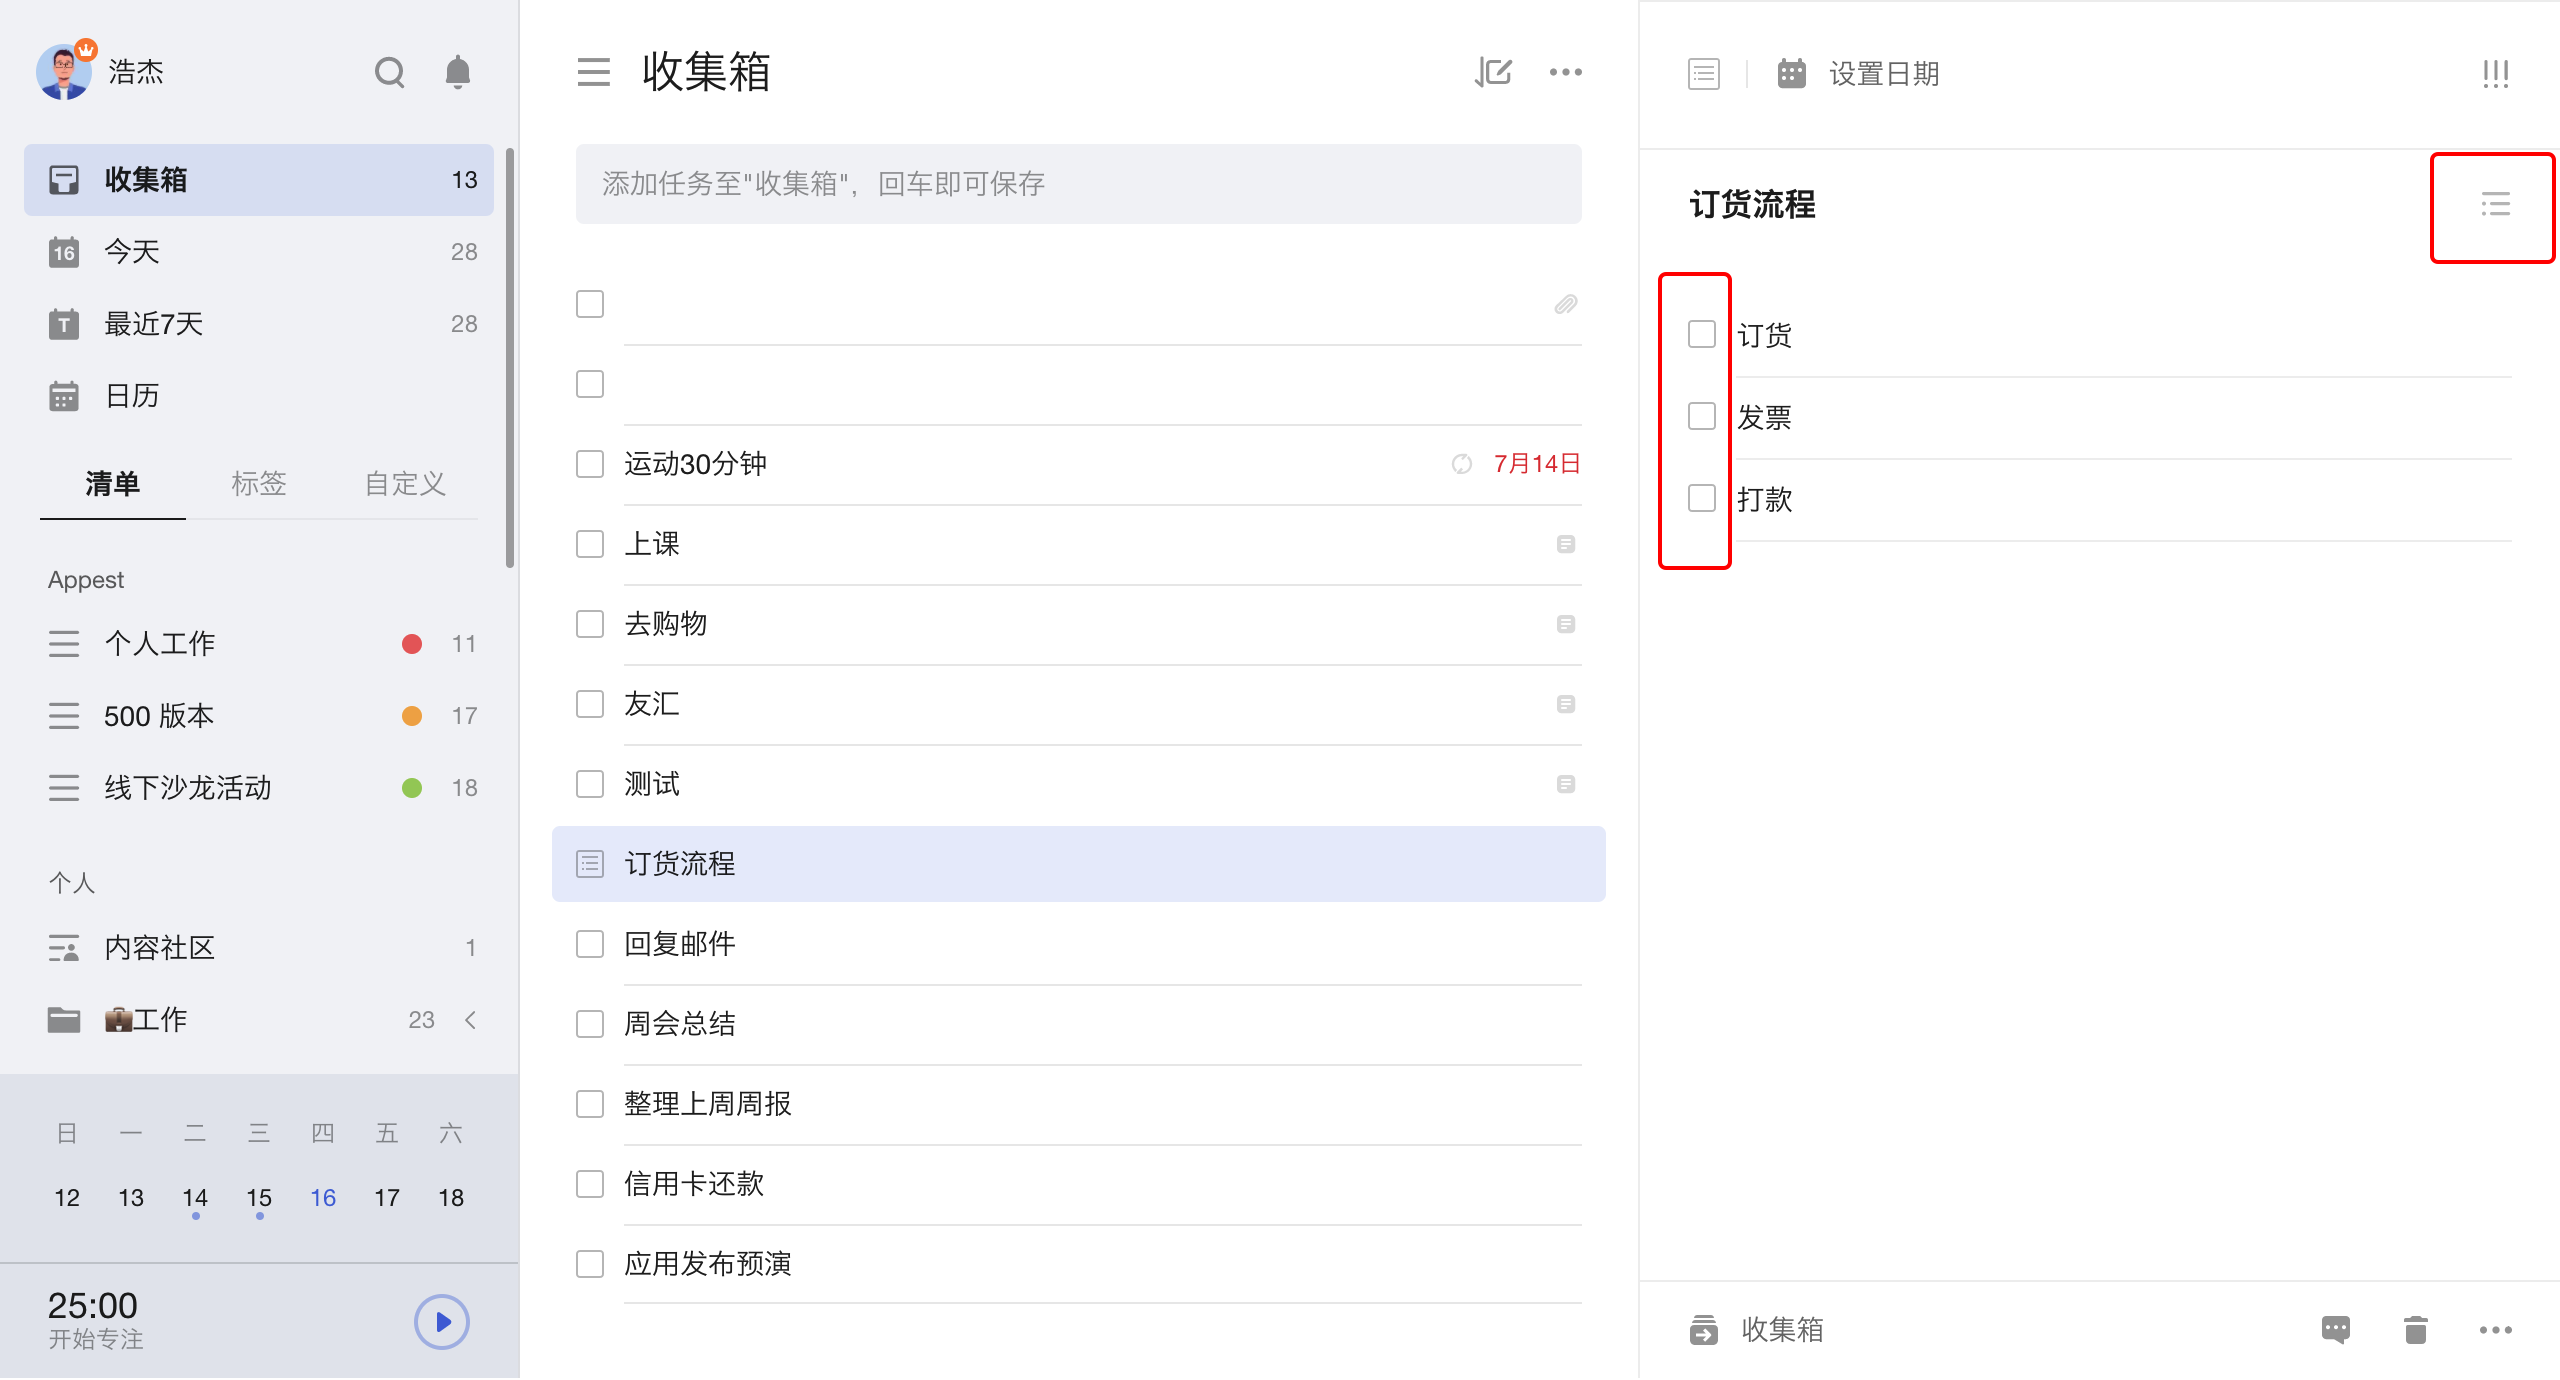 浩杰
收集箱 13
16 今天 28
T 最近7天 28
日历
清单 标签 自定义
Appest
个人工作 11
500 版本 17
线下沙龙活动 18
个人
内容社区 1
工作 23
日 一 二 三 四 五 六
12 13 14 15 16 17 18
25:00
开始专注
收集箱
添加任务至"收集箱"，回车即可保存
运动30分钟 7月14日
上课
去购物
友汇
测试
订货流程
回复邮件
周会总结
整理上周周报
信用卡还款
应用发布预演
设置日期
订货流程
订货
发票
打款
收集箱